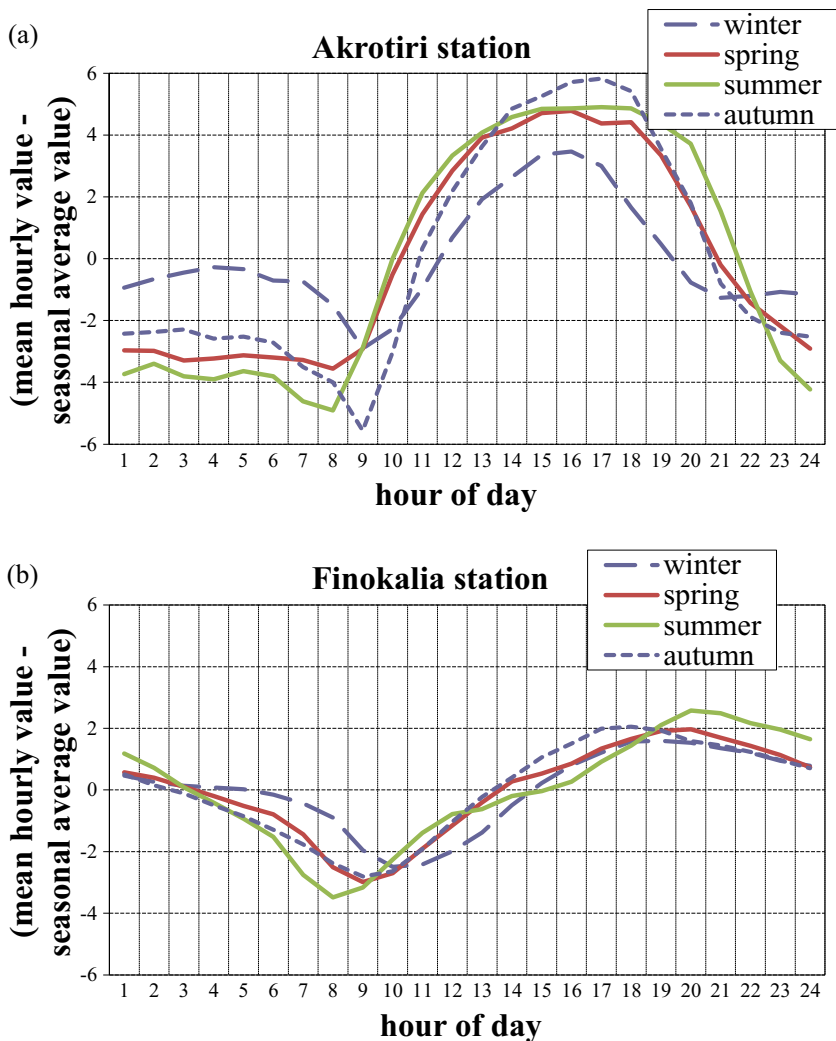 (a)
Akrotiri station
winter
spring
summer
autumn
(mean hourly value -
seasonal average value)
6
4
2
0
-2
-4
-6
1 2 3 4 5 6 7 8 9 10 11 12 13 14 15 16 17 18 19 20 21 22 23 24
hour of day
(b)
Finokalia station
winter
spring
summer
autumn
(mean hourly value -
seasonal average value)
6
4
2
0
-2
-4
-6
1 2 3 4 5 6 7 8 9 10 11 12 13 14 15 16 17 18 19 20 21 22 23 24
hour of day